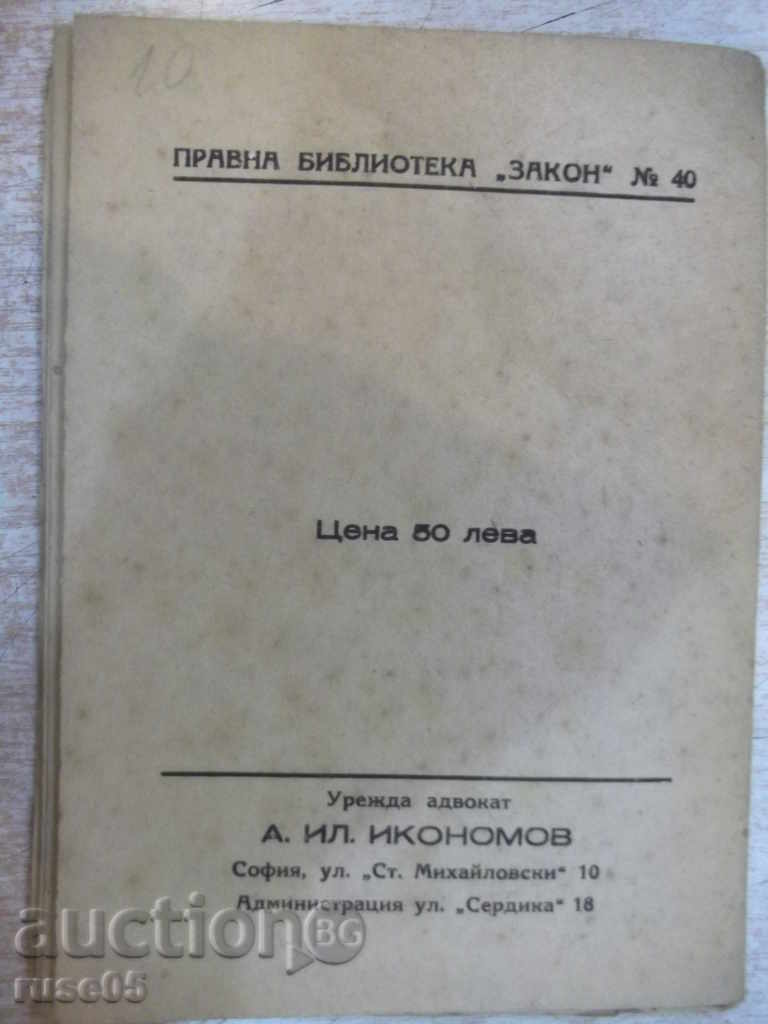 10
ПРАВНА БИБЛИОТЕКА „ЗАКОН“ № 40
Цена 50 лева
Урежда адвокат
А. ИЛ. ИКОНОМОВ
София, ул. „Ст. Михайловски“ 10
Администрация ул. „Сердика“ 18
auction BG
ruse05